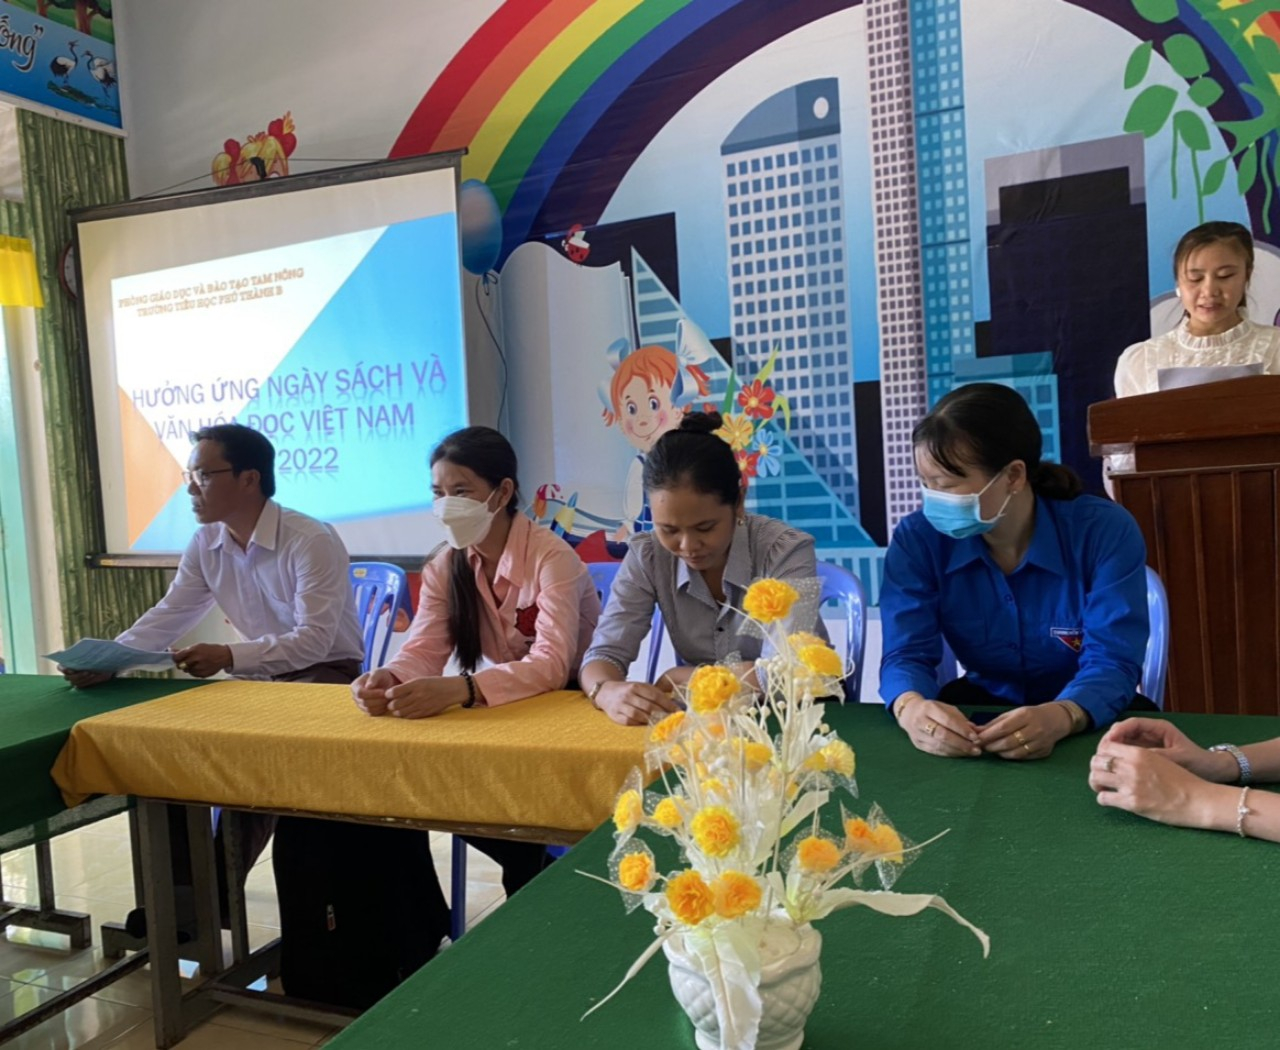 ống"
PHÒNG GIÁO DỤC VÀ ĐÀO TẠO TAM NÔNG
TRƯỜNG TIỂU HỌC PHÚ THÀNH B
HƯỞNG ỨNG NGÀY SÁCH VÀ
VĂN HÓA ĐỌC VIỆT NAM
2022